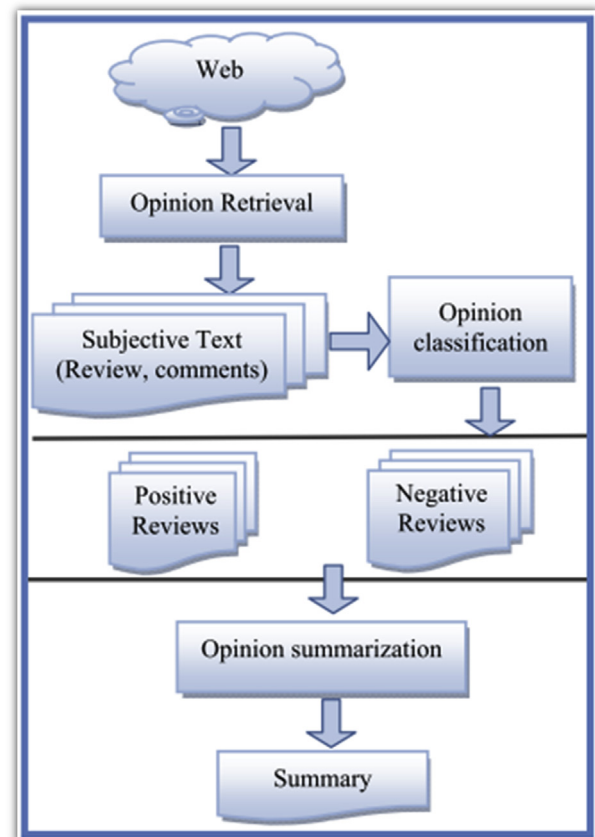 Web
Opinion Retrieval
Subjective Text
(Review, comments)
Opinion
classification
Positive
Reviews
Negative
Reviews
Opinion summarization
Summary